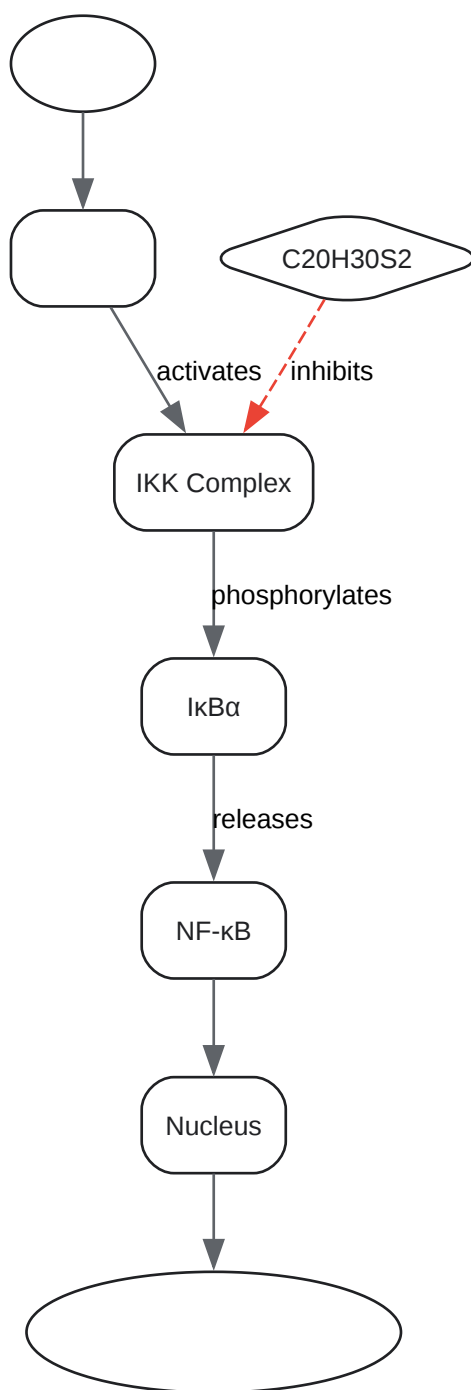 C20H30S2
activates
inhibits
IKK Complex
phosphorylates
IκBα
releases
NF-κB
Nucleus